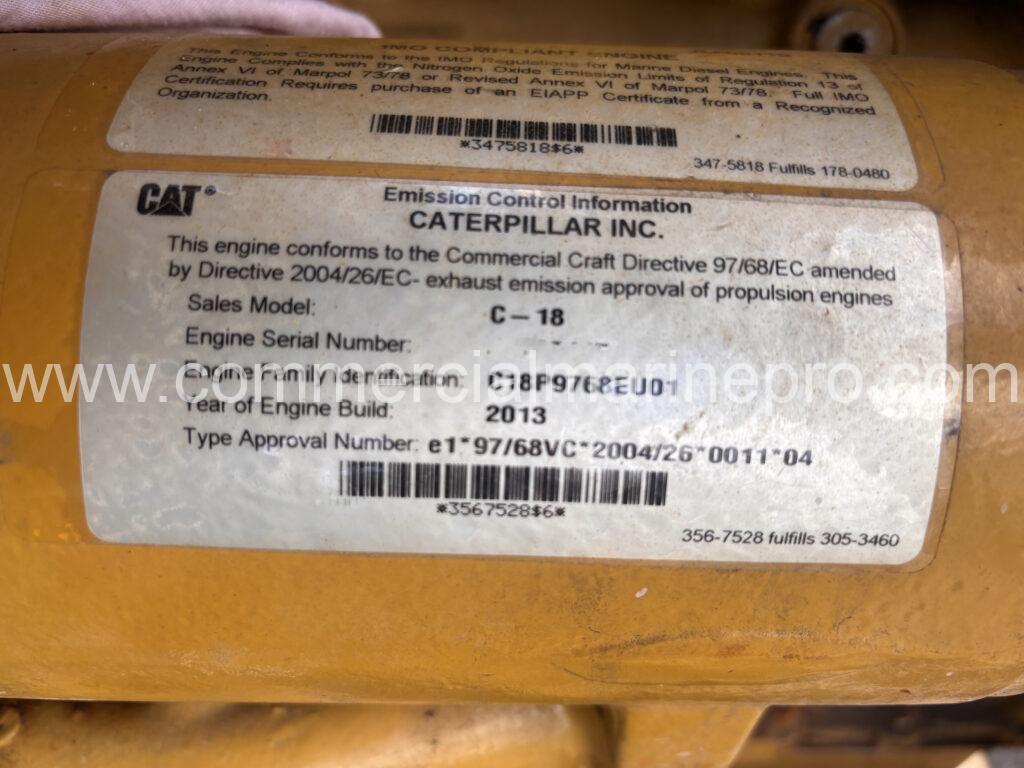 IMO COMPLIANT ENGINE
This Engine Conforms to the IMO Regulations for Marine Diesel Engines. This
Engine Complies with the Nitrogen Oxide Emission Limits of Regulation 13 of
Annex VI of Marpol 73/78 or Revised Annex VI of Marpol 73/78. Full IMO
Certification Requires purchase of an EIAPP Certificate from a Recognized
Organization.
*3475818$6*
347-5818 Fulfills 178-0480
CAT®
Emission Control Information
CATERPILLAR INC.
This engine conforms to the Commercial Craft Directive 97/68/EC amended
by Directive 2004/26/EC- exhaust emission approval of propulsion engines
Sales Model: C-18
Engine Serial Number:
Engine Family Identification: C18P9768EU01
Year of Engine Build: 2013
Type Approval Number: e1*97/68VC*2004/26*0011*04
*3567528$6*
356-7528 fulfills 305-3460
www.commercialmarinepro.com